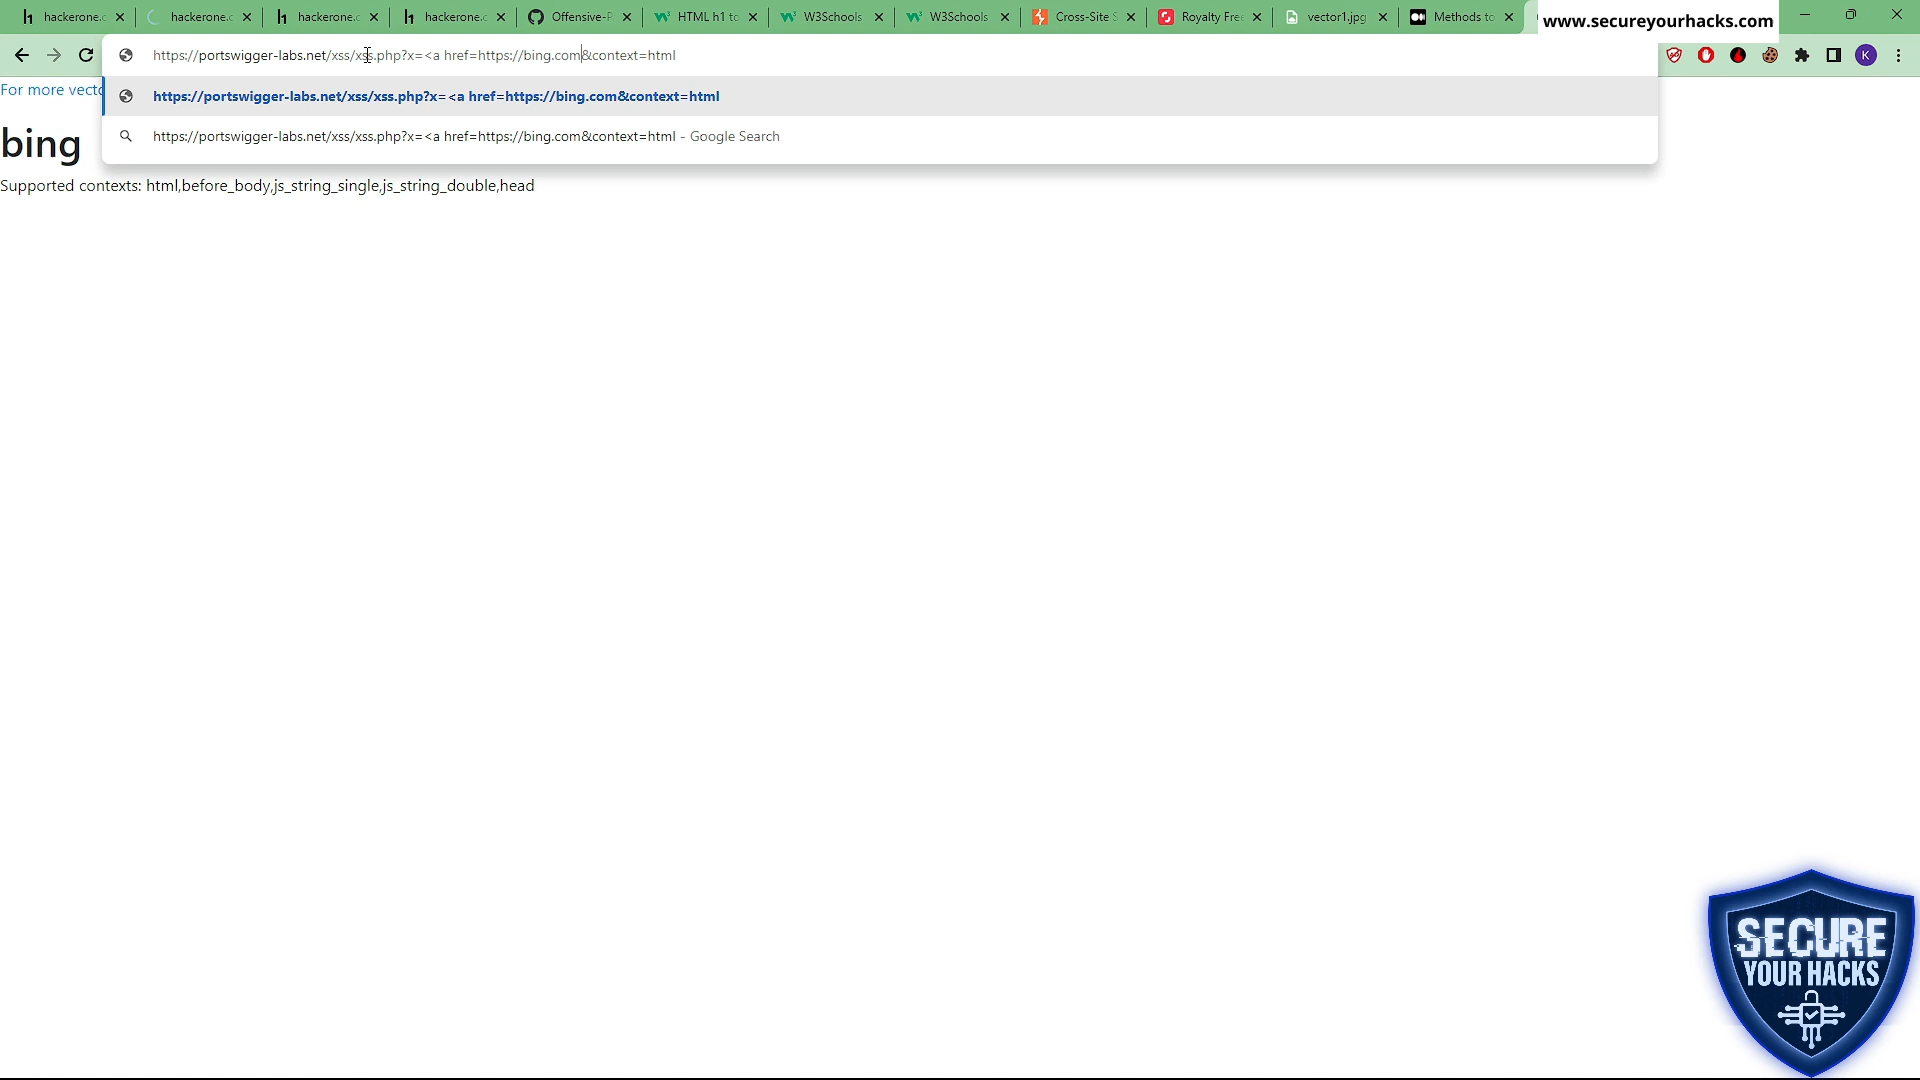 hackerone.c
hackerone.c
hackerone.c
hackerone.c
Offensive-P
HTML h1 to
W3Schools
W3Schools
Cross-Site S
Royalty Free
vector1.jpg
Methods to
www.secureyourhacks.com
https://portswigger-labs.net/xss/xss.php?x=<a href=https://bing.com&context=html
K
For more vecto
https://portswigger-labs.net/xss/xss.php?x=<a href=https://bing.com&context=html
https://portswigger-labs.net/xss/xss.php?x=<a href=https://bing.com&context=html - Google Search
bing
Supported contexts: html,before_body,js_string_single,js_string_double,head
SECURE
YOUR HACKS